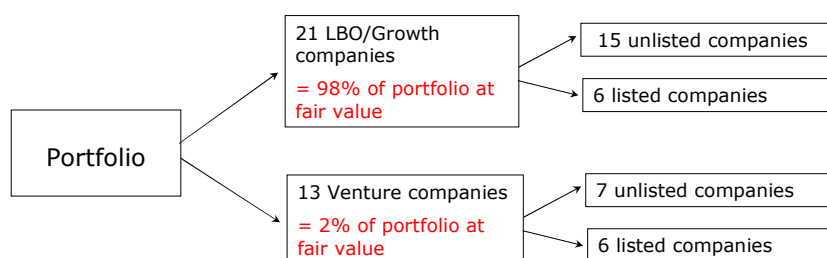 Portfolio
21 LBO/Growth
companies
= 98% of portfolio at
fair value
15 unlisted companies
6 listed companies
13 Venture companies
= 2% of portfolio at
fair value
7 unlisted companies
6 listed companies